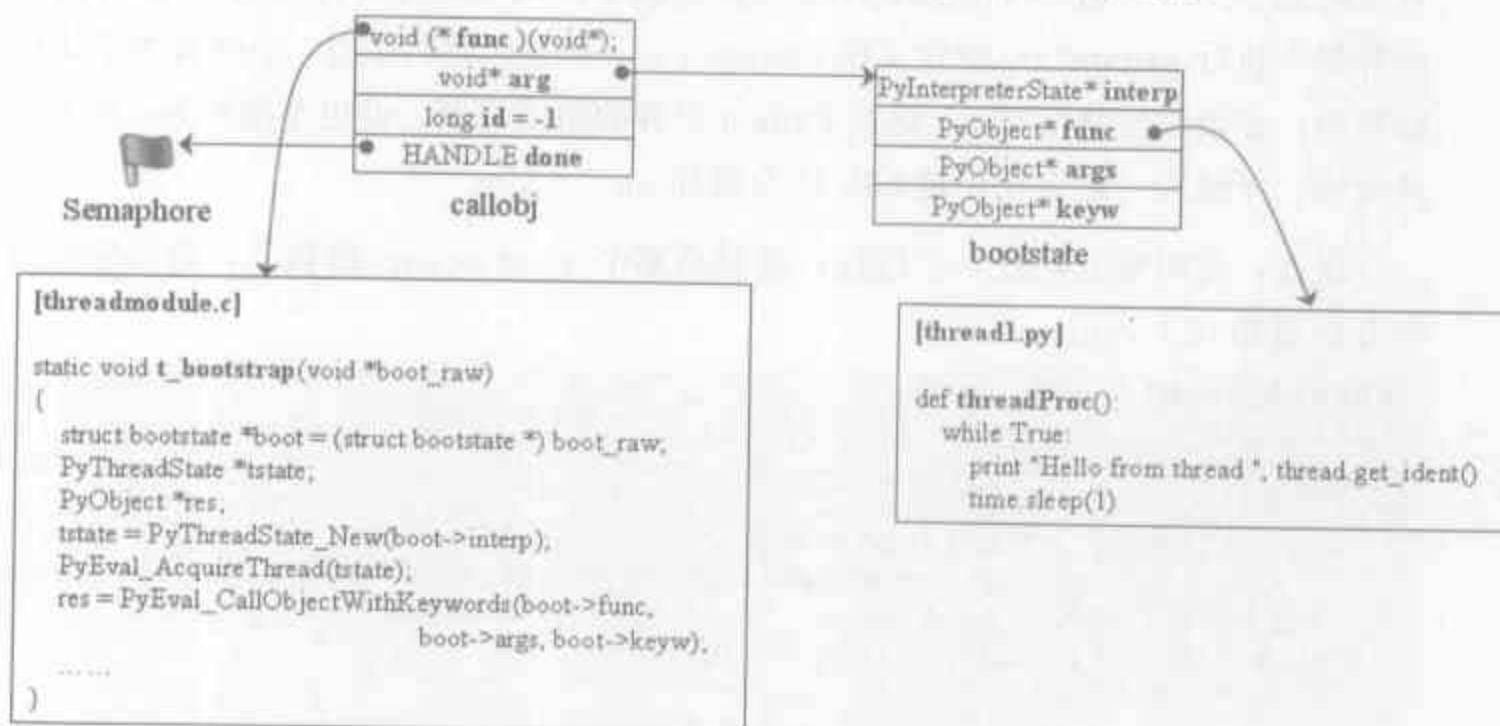 void (* func )(void*);
void* arg
long id = -1
HANDLE done
callobj
Semaphore
PyInterpreterState* interp
PyObject* func
PyObject* args
PyObject* keyw
bootstate
[threadmodule.c]
static void t_bootstrap(void *boot_raw)
{
struct bootstate *boot = (struct bootstate *) boot_raw;
PyThreadState *tstate;
PyObject *res;
tstate = PyThreadState_New(boot->interp);
PyEval_AcquireThread(tstate);
res = PyEval_CallObjectWithKeywords(boot->func,
boot->args, boot->keyw);
... ...
}
[thread1.py]
def threadProc():
while True:
print "Hello from thread ", thread.get_ident()
time.sleep(1)